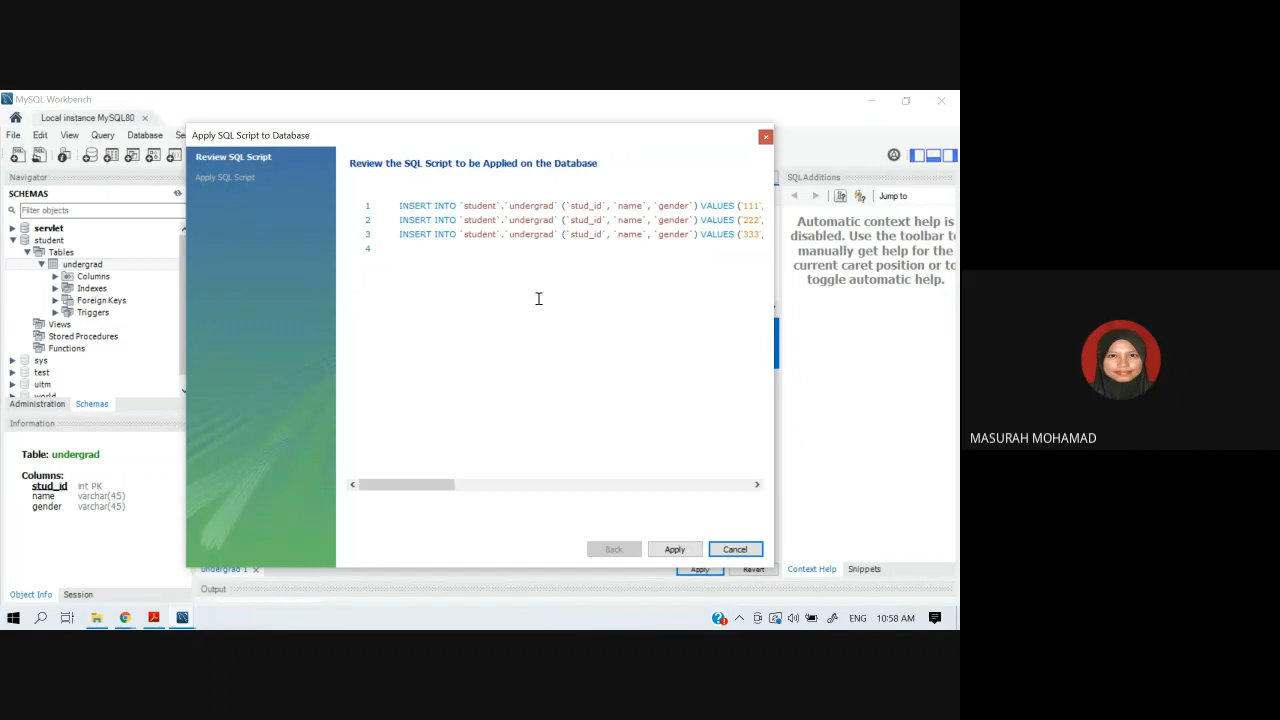 MySQL Workbench
Local instance MySQL80
File Edit View Query Database Se
Apply SQL Script to Database
Review SQL Script
Apply SQL Script
Review the SQL Script to be Applied on the Database
1 INSERT INTO `student`.`undergrad` (`stud_id`, `name`, `gender`) VALUES ('111',
2 INSERT INTO `student`.`undergrad` (`stud_id`, `name`, `gender`) VALUES ('222',
3 INSERT INTO `student`.`undergrad` (`stud_id`, `name`, `gender`) VALUES ('333',
4
Back Apply Cancel
Navigator
SCHEMAS
Filter objects
servlet
student
Tables
undergrad
Columns
Indexes
Foreign Keys
Triggers
Views
Stored Procedures
Functions
sys
test
uitm
Administration Schemas
Information
Table: undergrad
Columns:
stud_id int PK
name varchar(45)
gender varchar(45)
Object Info Session
undergrad 1
Apply Revert
Output
SQLAdditions
Jump to
Automatic context help is
disabled. Use the toolbar to
manually get help for the
current caret position or to
toggle automatic help.
Context Help Snippets
ENG 10:58 AM
MASURAH MOHAMAD